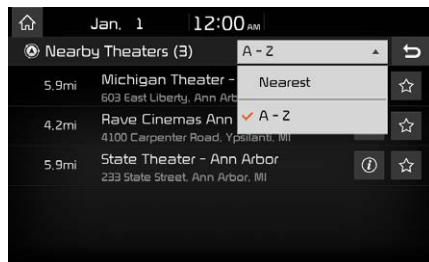 Jan. 1 12:00 AM
Nearby Theaters (3) A - Z
Nearest
A - Z
5.9mi Michigan Theater -
603 East Liberty, Ann Arb
4.2mi Rave Cinemas Ann
4100 Carpenter Road, Ypsilanti, MI
5.9mi State Theater - Ann Arbor
233 State Street, Ann Arbor, MI